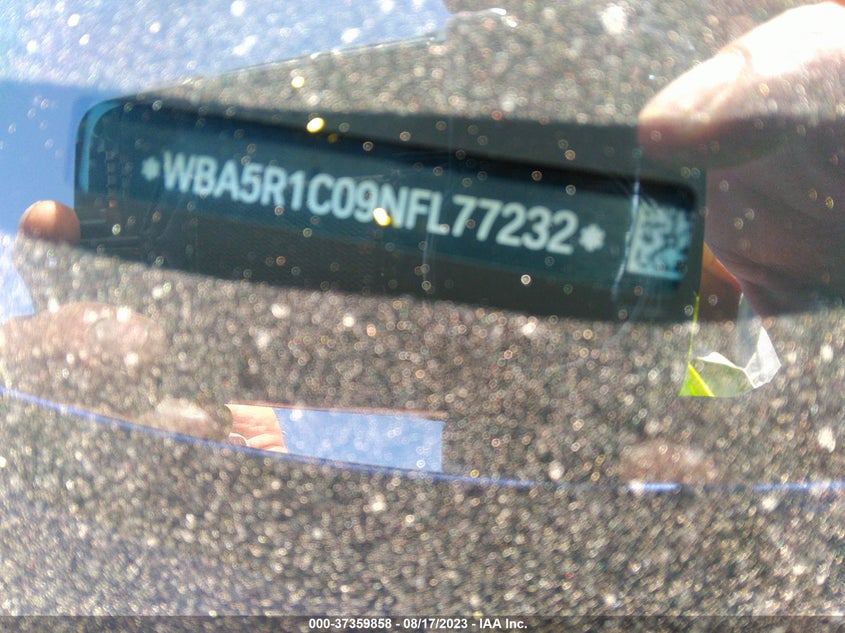 *WBA5R1C09NFL77232*
000-37359858 - 08/17/2023 - IAA Inc.